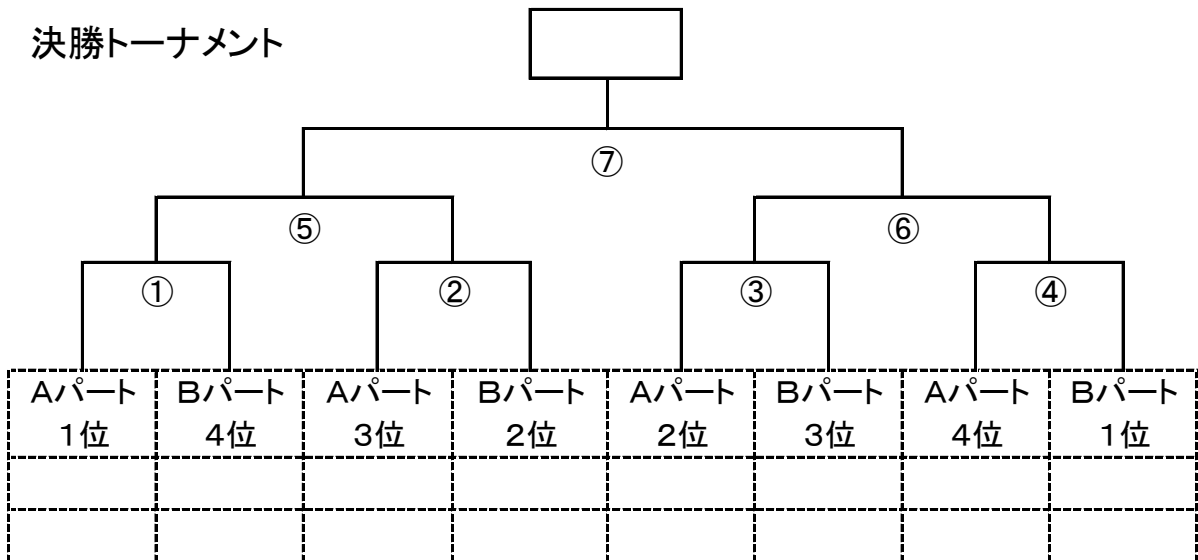 決勝トーナメント
⑦
⑤ ⑥
① ② ③ ④
Aパート Bパート Aパート Bパート Aパート Bパート Aパート Bパート
1位 4位 3位 2位 2位 3位 4位 1位